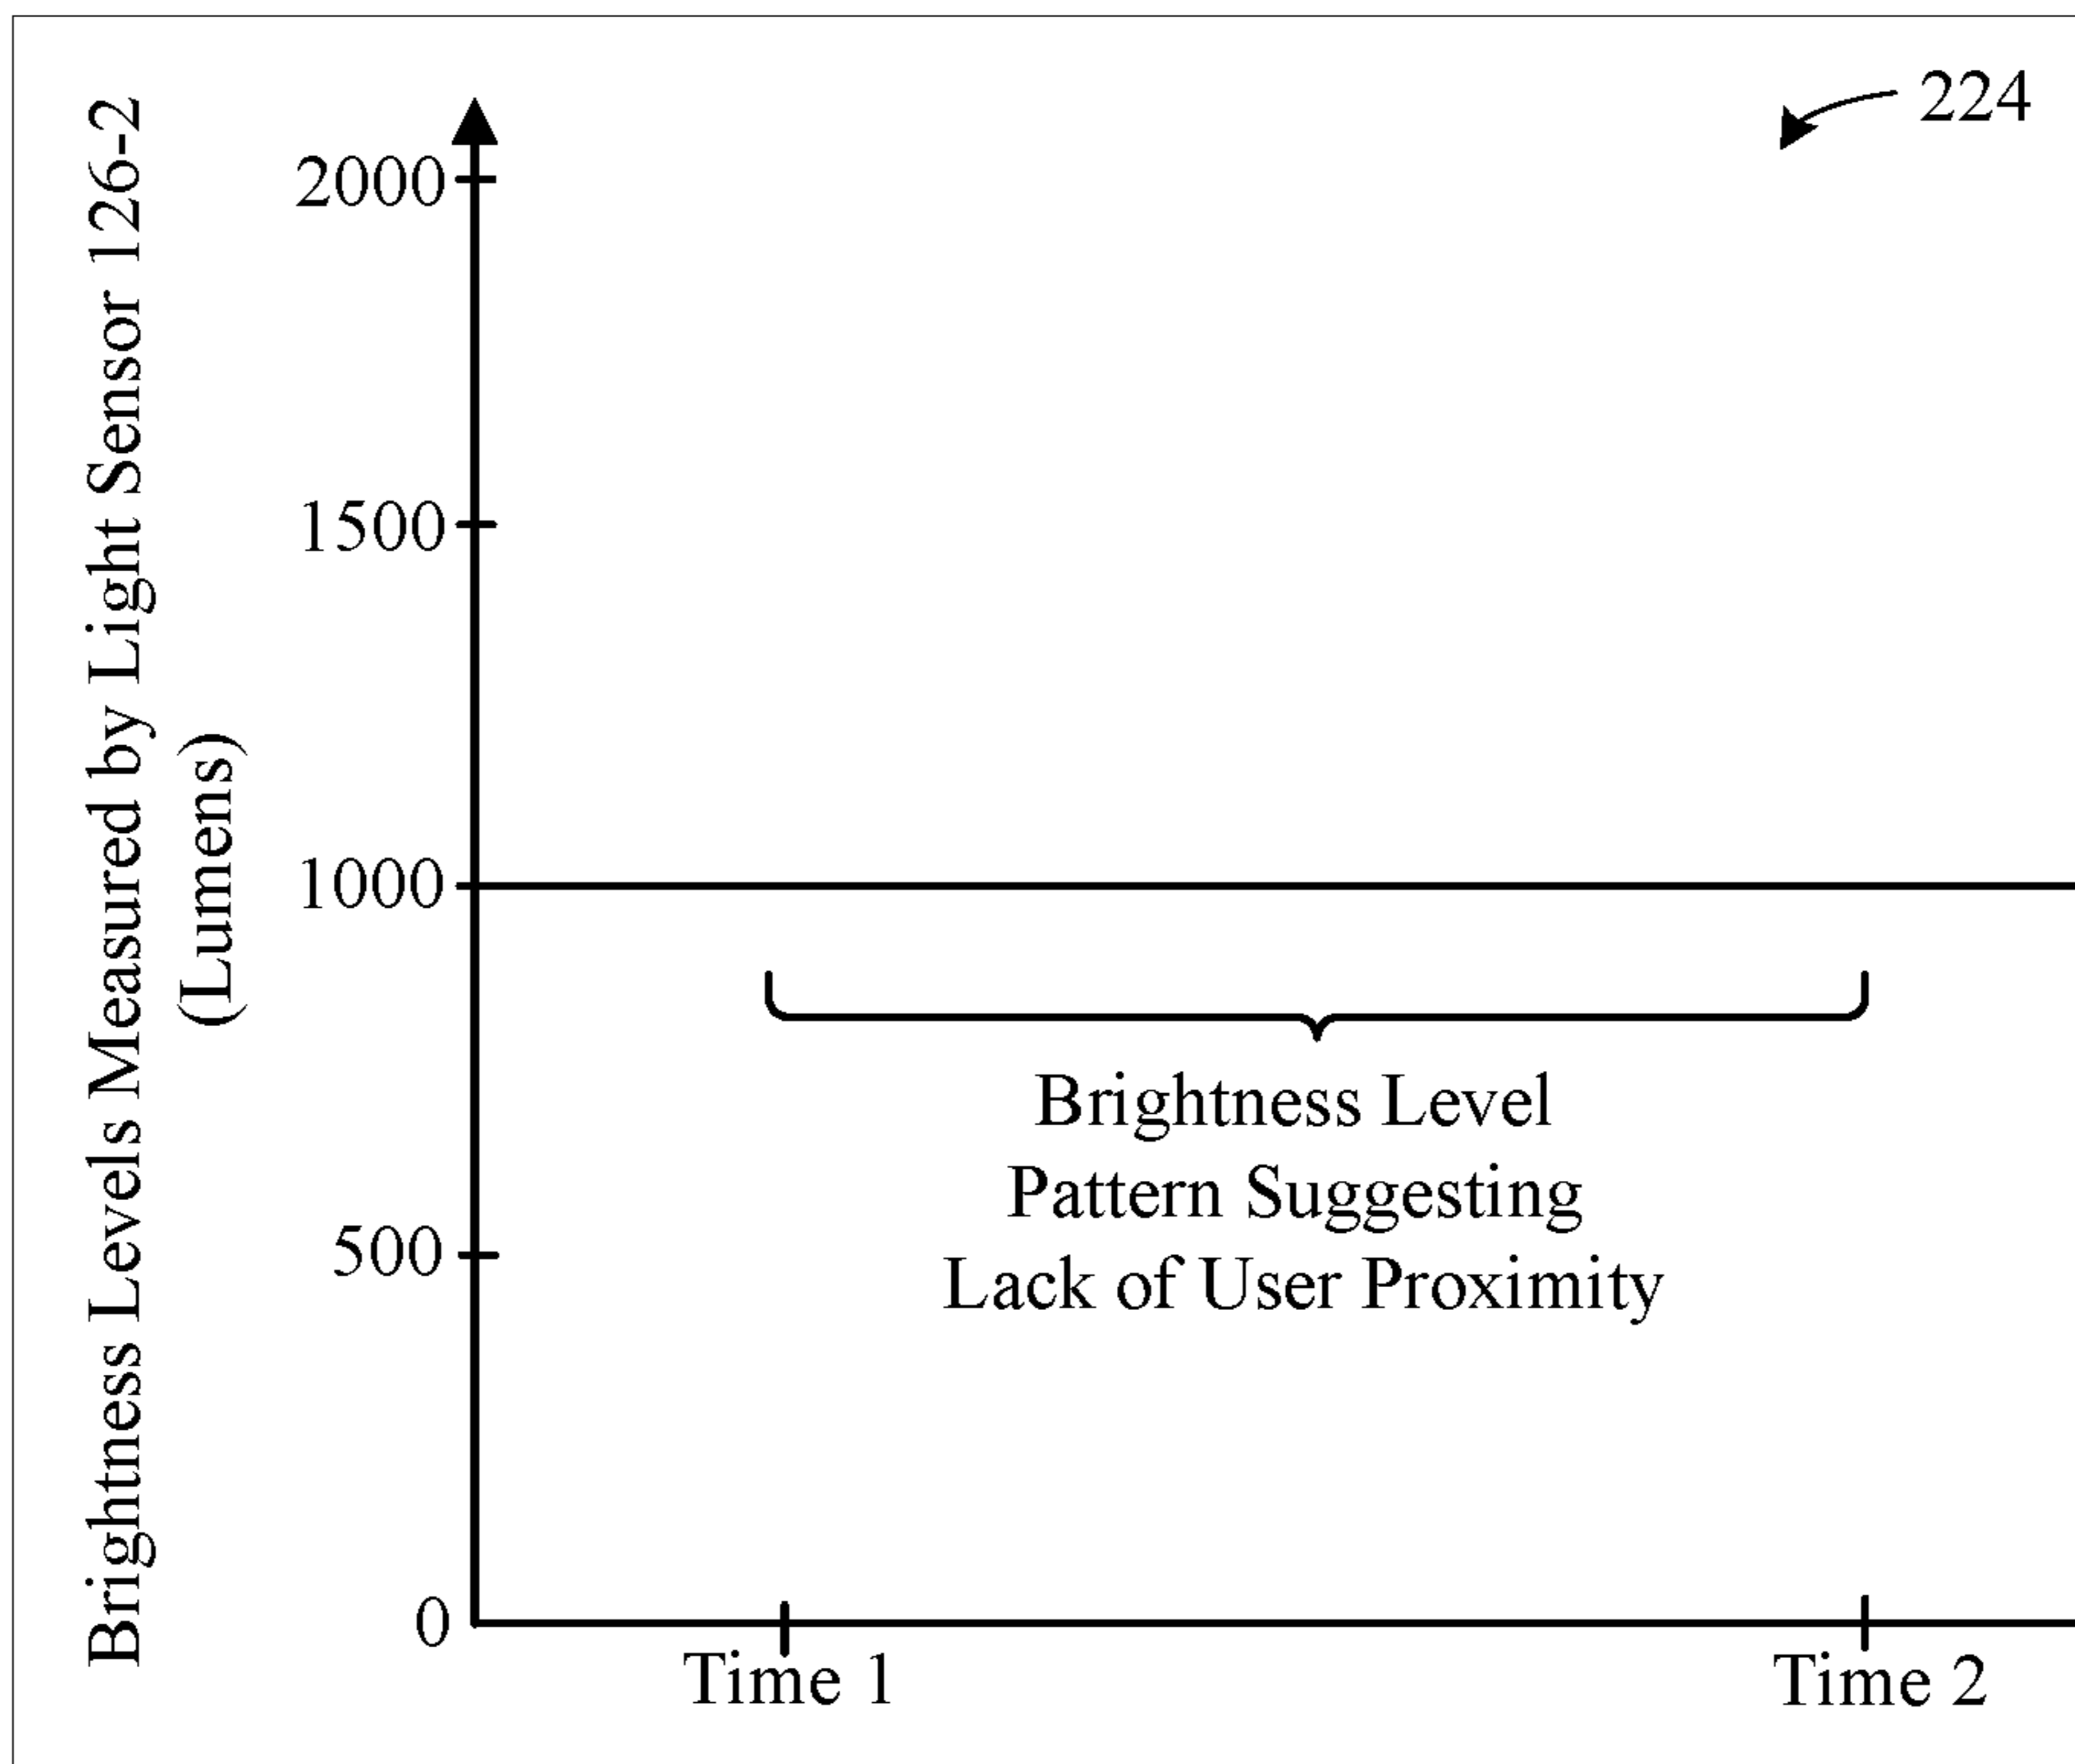 224
Brightness Levels Measured by Light Sensor 126-2
(Lumens)
2000
1500
1000
500
0
Brightness Level
Pattern Suggesting
Lack of User Proximity
Time 1
Time 2